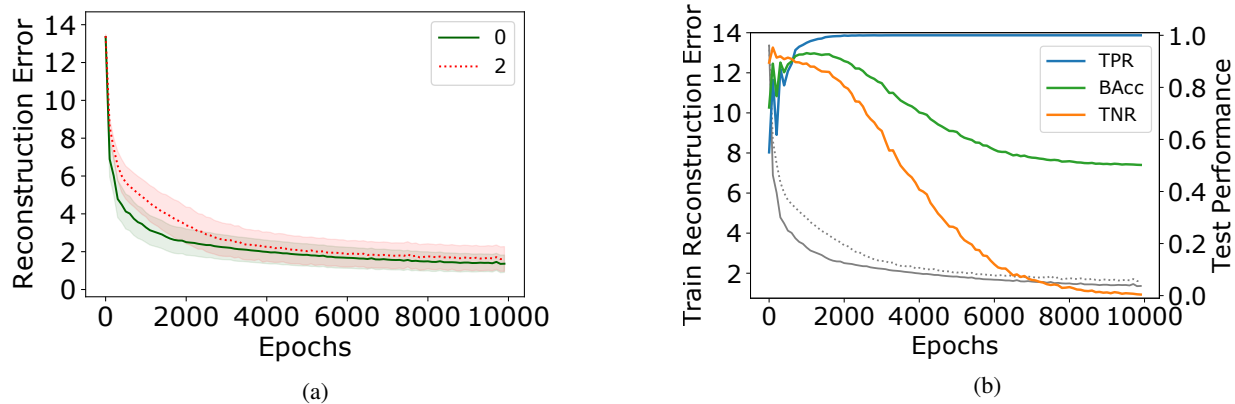 Reconstruction Error
14
12
10
8
6
4
2
0
0
2
0 2000 4000 6000 8000 10000
Epochs
(a)
Train Reconstruction Error
14
12
10
8
6
4
2
TPR
BAcc
TNR
1.0
0.8
0.6
0.4
0.2
0.0
Test Performance
0 2000 4000 6000 8000 10000
Epochs
(b)